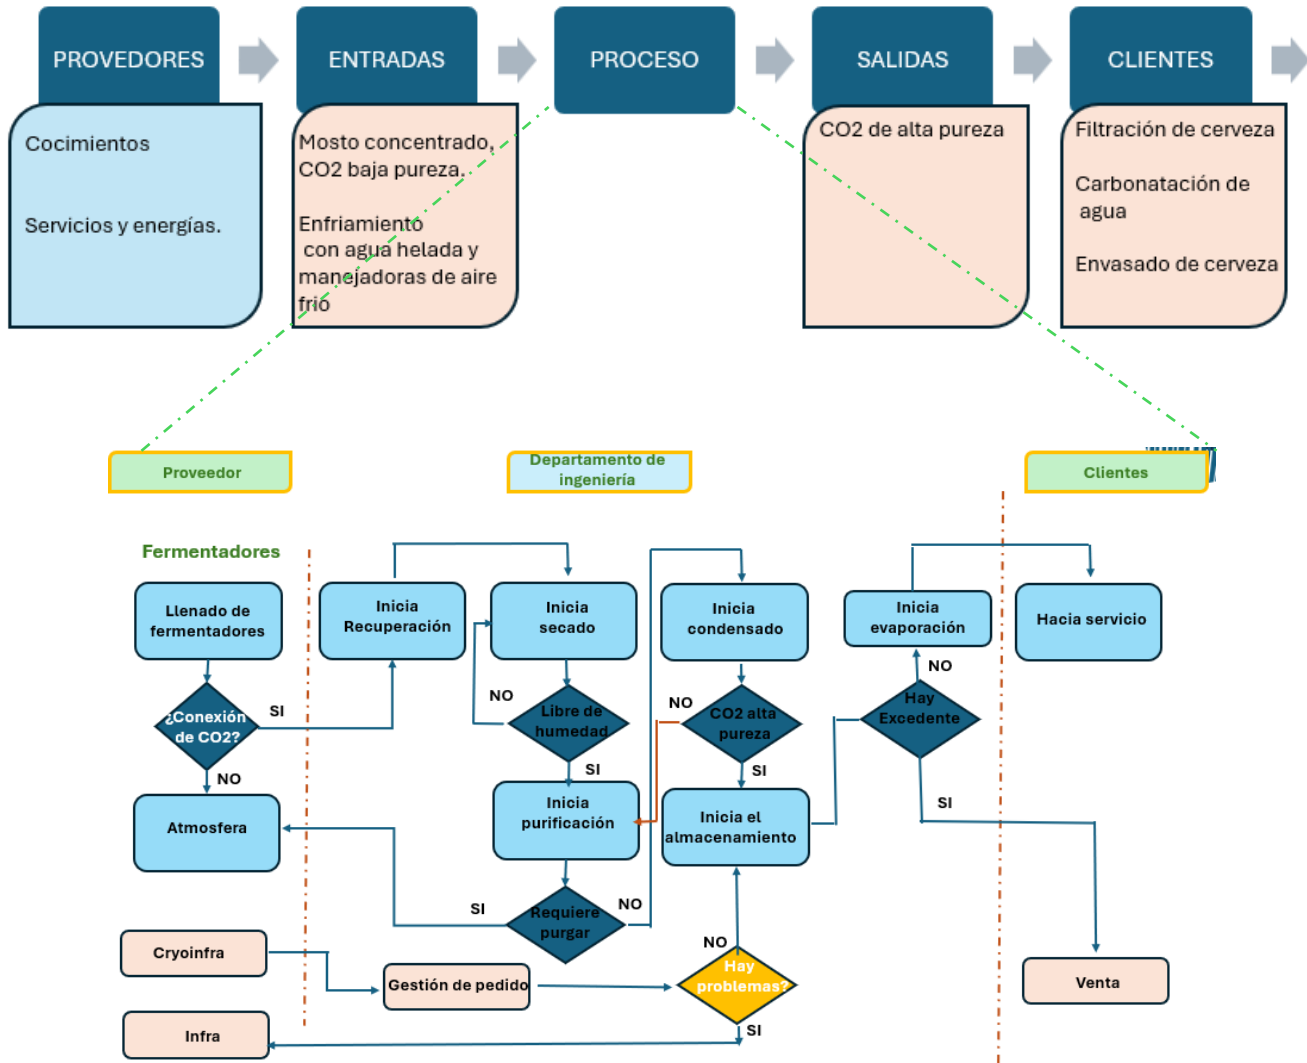 PROVEDORES
ENTRADAS
PROCESO
SALIDAS
CLIENTES
Cocimientos
Servicios y energías.
Mosto concentrado,
CO2 baja pureza.
Enfriamiento
con agua helada y
manejadoras de aire
frio
CO2 de alta pureza
Filtración de cerveza
Carbonatación de
agua
Envasado de cerveza
Proveedor
Departamento de
ingeniería
Clientes
Fermentadores
Llenado de
fermentadores
Inicia
Recuperación
Inicia
secado
Inicia
condensado
Inicia
evaporación
Hacia servicio
¿Conexión
de CO2?
SI
NO
NO
Libre de
humedad
SI
NO
CO2 alta
pureza
SI
NO
Hay
Excedente
SI
Atmosfera
Inicia
purificación
Inicia el
almacenamiento
SI
Requiere
purgar
NO
Cryoinfra
Gestión de pedido
NO
Hay
problemas?
SI
Venta
Infra